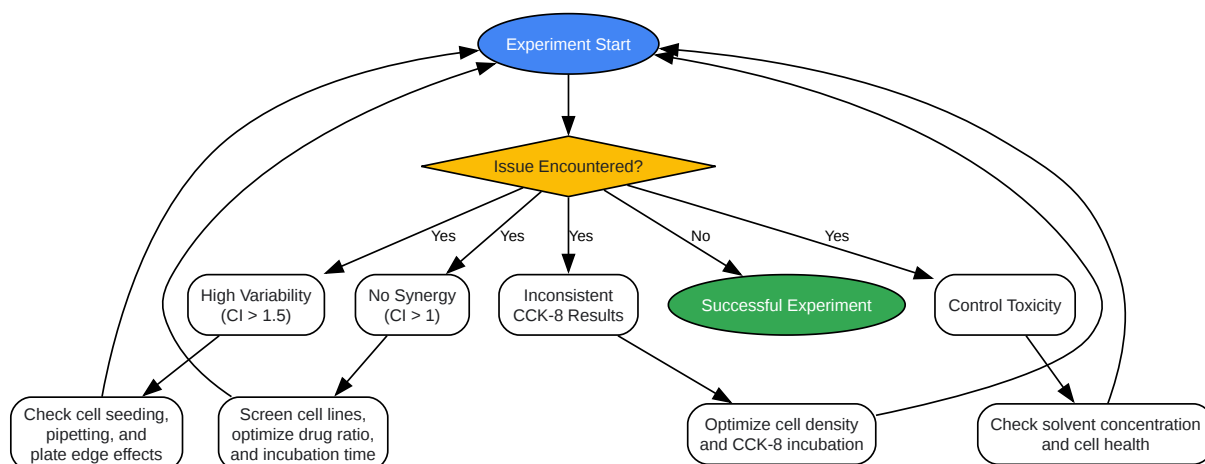 Experiment Start
Issue Encountered?
Yes
Yes
Yes
No
Yes
High Variability
(CI > 1.5)
No Synergy
(CI > 1)
Inconsistent
CCK-8 Results
Successful Experiment
Control Toxicity
Check cell seeding,
pipetting, and
plate edge effects
Screen cell lines,
optimize drug ratio,
and incubation time
Optimize cell density
and CCK-8 incubation
Check solvent concentration
and cell health